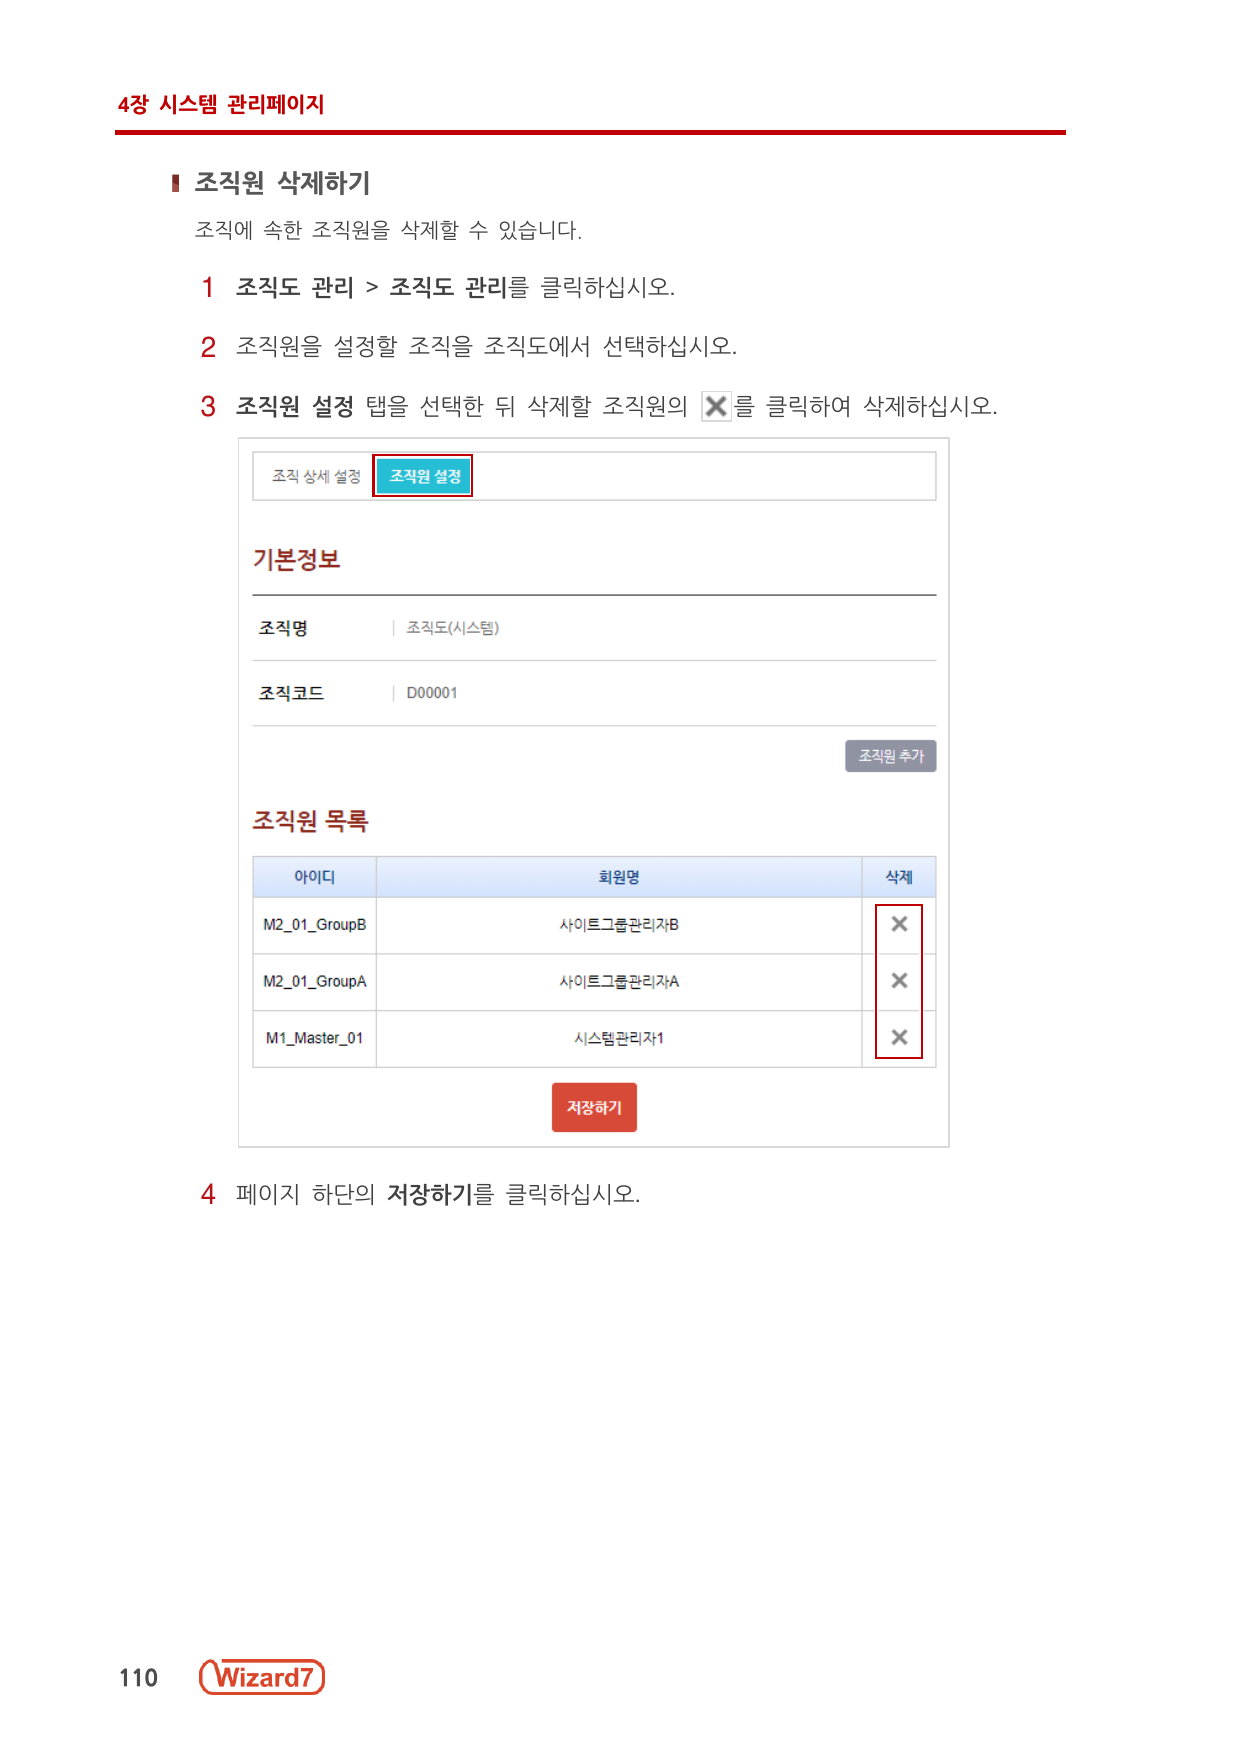 4장 시스템 관리페이지
조직원 삭제하기
조직에 속한 조직원을 삭제할 수 있습니다.
1 조직도 관리 > 조직도 관리를 클릭하십시오.
2 조직원을 설정할 조직을 조직도에서 선택하십시오.
3 조직원 설정 탭을 선택한 뒤 삭제할 조직원의 를 클릭하여 삭제하십시오.
조직 상세 설정 조직원 설정
기본정보
조직명 조직도(시스템)
조직코드 D00001
조직원 추가
조직원 목록
아이디 회원명 삭제
M2_01_GroupB 사이트그룹관리자B
M2_01_GroupA 사이트그룹관리자A
M1_Master_01 시스템관리자1
저장하기
4 페이지 하단의 저장하기를 클릭하십시오.
110 Wizard7